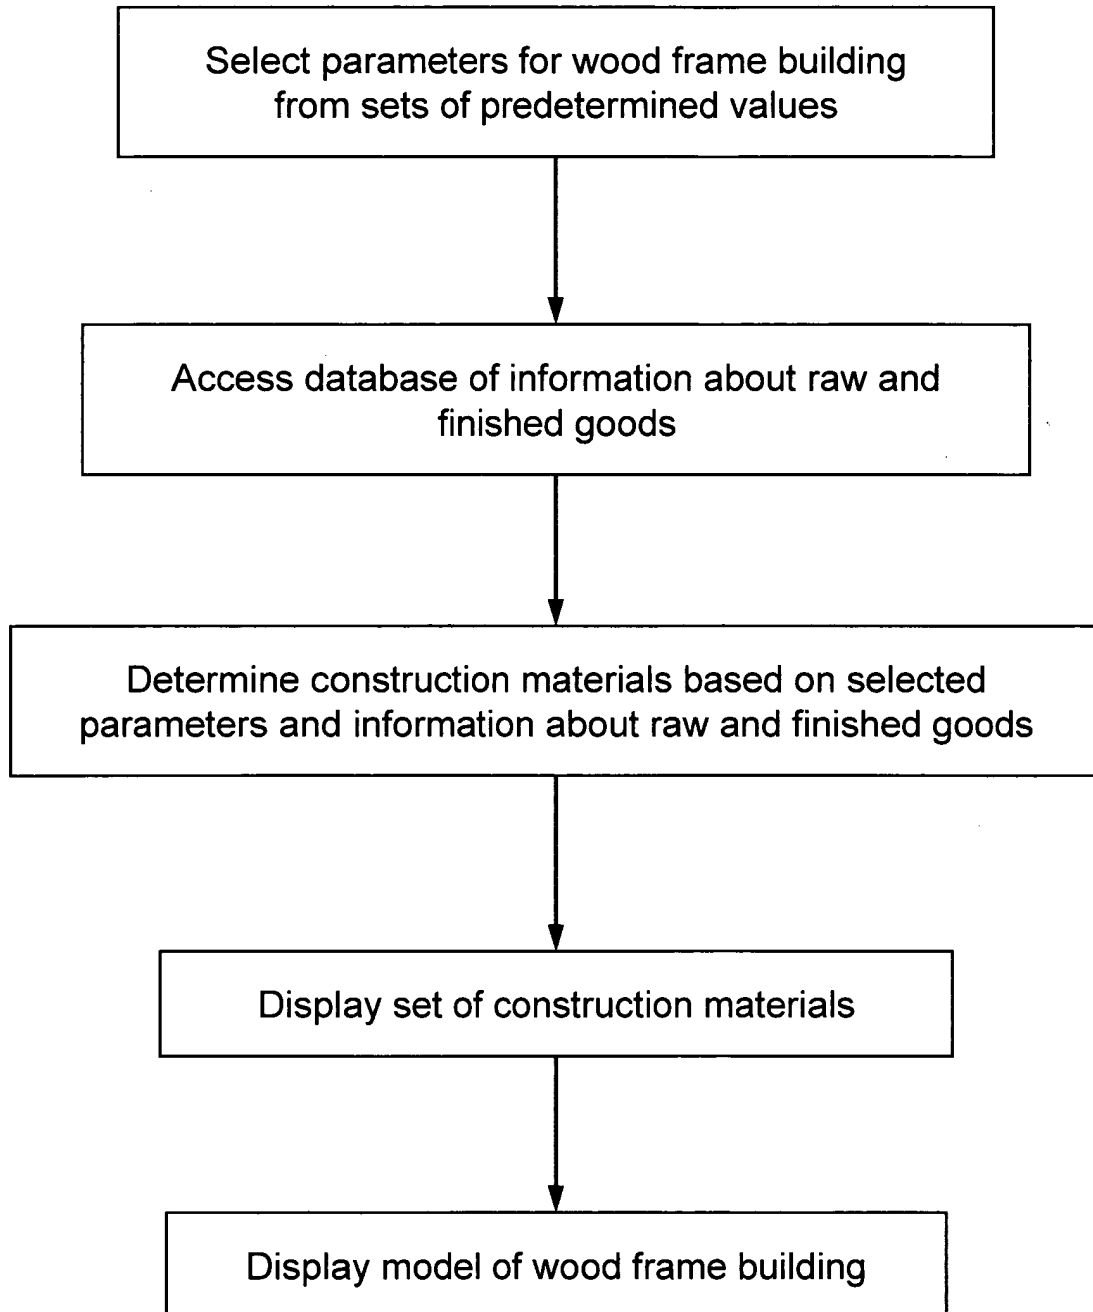 Select parameters for wood frame building
from sets of predetermined values
Access database of information about raw and
finished goods
Determine construction materials based on selected
parameters and information about raw and finished goods
Display set of construction materials
Display model of wood frame building